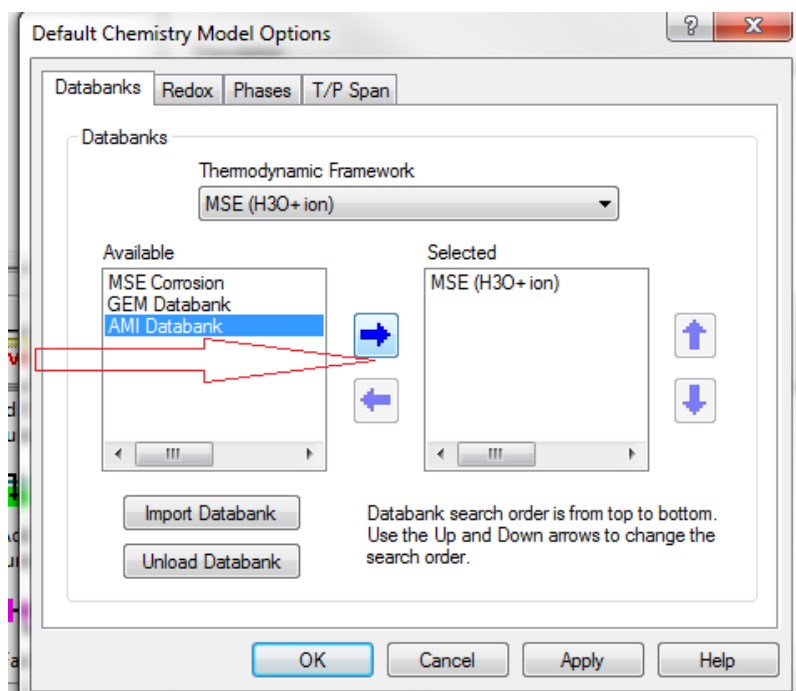 Default Chemistry Model Options
Databanks Redox Phases T/P Span
Databanks
Thermodynamic Framework
MSE (H3O+ ion)
Available Selected
MSE Corrosion MSE (H3O+ ion)
GEM Databank
AMI Databank
Import Databank
Unload Databank
Databank search order is from top to bottom.
Use the Up and Down arrows to change the
search order.
OK Cancel Apply Help